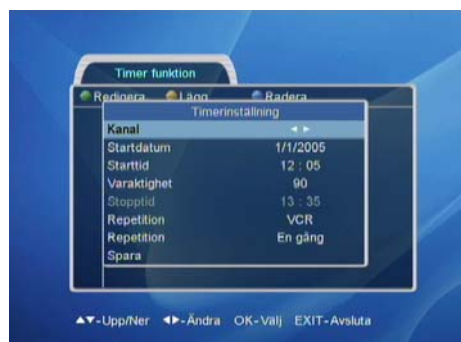 Timer funktion
Redigera Lägg Radera
Timerinställning
Kanal
Startdatum 1/1/2005
Starttid 12 : 05
Varaktighet 90
Stopptid 13 : 35
Repetition VCR
Repetition En gång
Spara
▲▼-Upp/Ner ◄►-Ändra OK-Välj EXIT-Avsluta